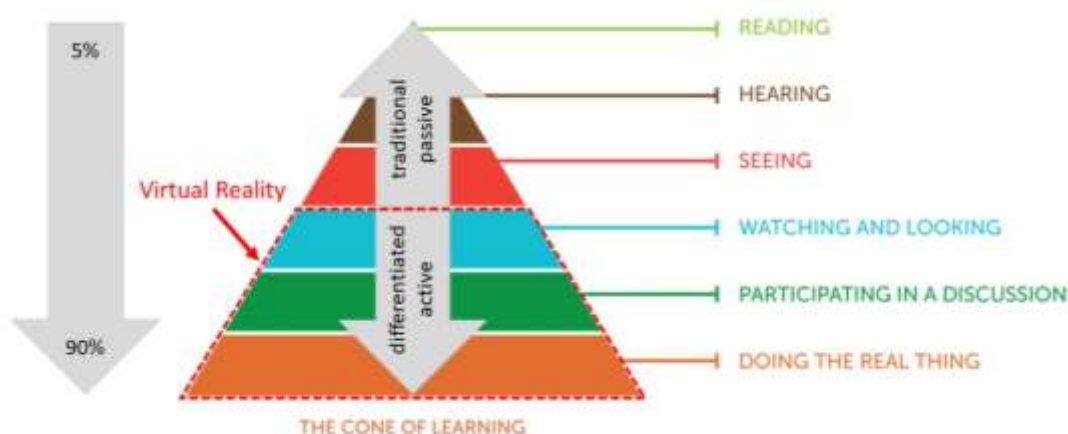 5%
READING
HEARING
traditional
passive
SEEING
Virtual Reality
WATCHING AND LOOKING
differentiated
active
PARTICIPATING IN A DISCUSSION
90%
DOING THE REAL THING
THE CONE OF LEARNING